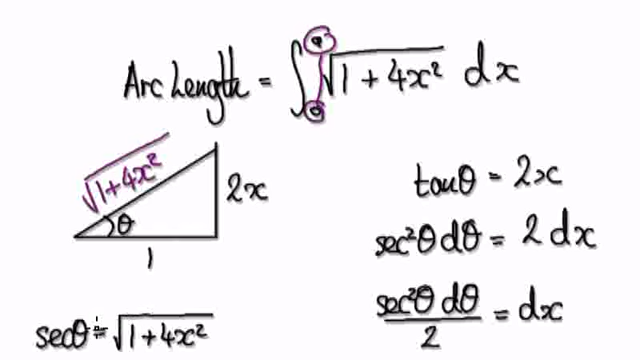 Arc Length = ∫₀ᵃ √(1 + 4x²) dx
√(1+4x²)
2x
θ
1
tanθ = 2x
sec²θ dθ = 2 dx
sec²θ dθ / 2 = dx
secθ = √(1+4x²)